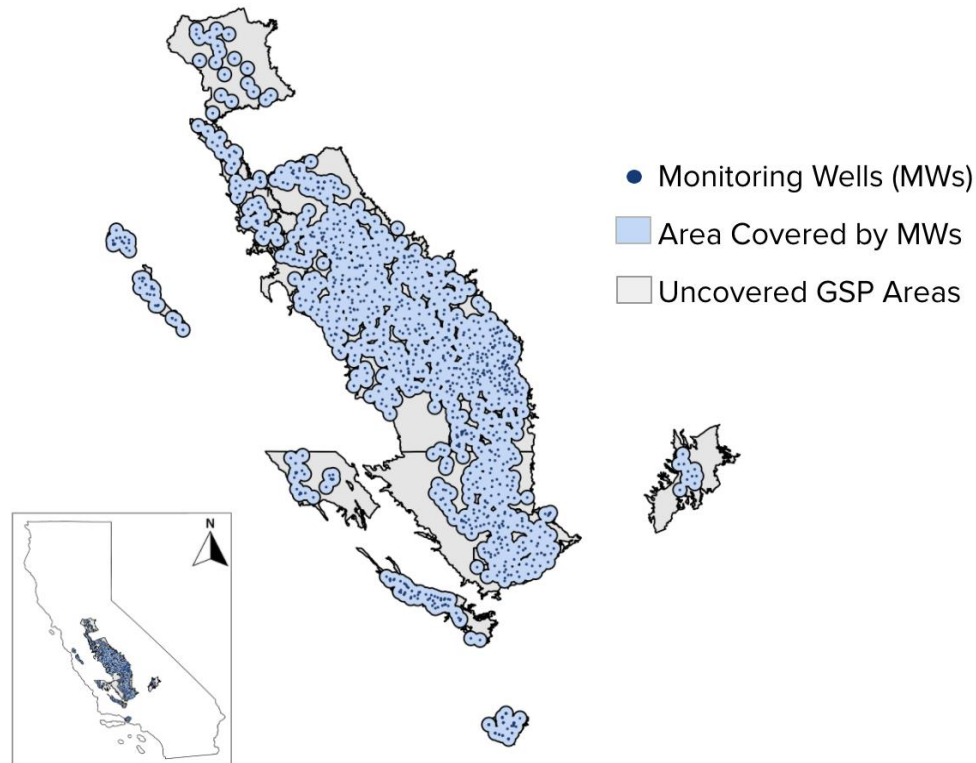 Monitoring Wells (MWs)
Area Covered by MWs
Uncovered GSP Areas
N